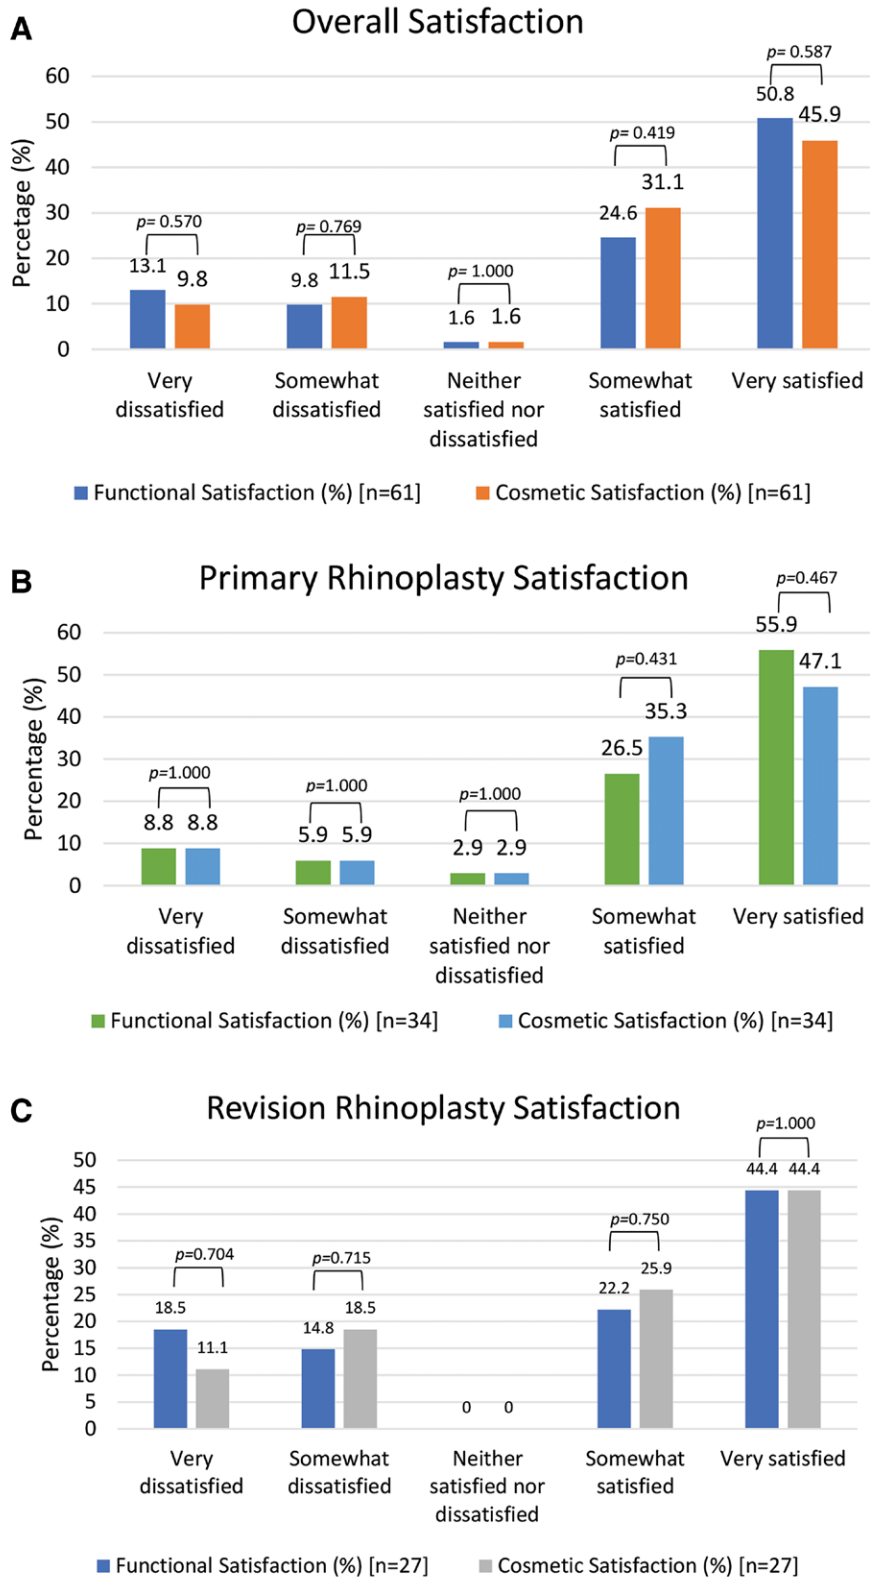 A
Overall Satisfaction
Percetage (%)
60
50
40
30
20
10
0
p= 0.570
13.1
9.8
p= 0.769
9.8
11.5
p= 1.000
1.6
1.6
p= 0.419
24.6
31.1
p= 0.587
50.8
45.9
Very
dissatisfied
Somewhat
dissatisfied
Neither
satisfied nor
dissatisfied
Somewhat
satisfied
Very satisfied
Functional Satisfaction (%) [n=61]
Cosmetic Satisfaction (%) [n=61]
B
Primary Rhinoplasty Satisfaction
Percentage (%)
60
50
40
30
20
10
0
p=1.000
8.8
8.8
p=1.000
5.9
5.9
p=1.000
2.9
2.9
p=0.431
26.5
35.3
p=0.467
55.9
47.1
Very
dissatisfied
Somewhat
dissatisfied
Neither
satisfied nor
dissatisfied
Somewhat
satisfied
Very satisfied
Functional Satisfaction (%) [n=34]
Cosmetic Satisfaction (%) [n=34]
C
Revision Rhinoplasty Satisfaction
Percentage (%)
50
45
40
35
30
25
20
15
10
5
0
p=0.704
18.5
11.1
p=0.715
14.8
18.5
0
0
p=0.750
22.2
25.9
p=1.000
44.4
44.4
Very
dissatisfied
Somewhat
dissatisfied
Neither
satisfied nor
dissatisfied
Somewhat
satisfied
Very satisfied
Functional Satisfaction (%) [n=27]
Cosmetic Satisfaction (%) [n=27]